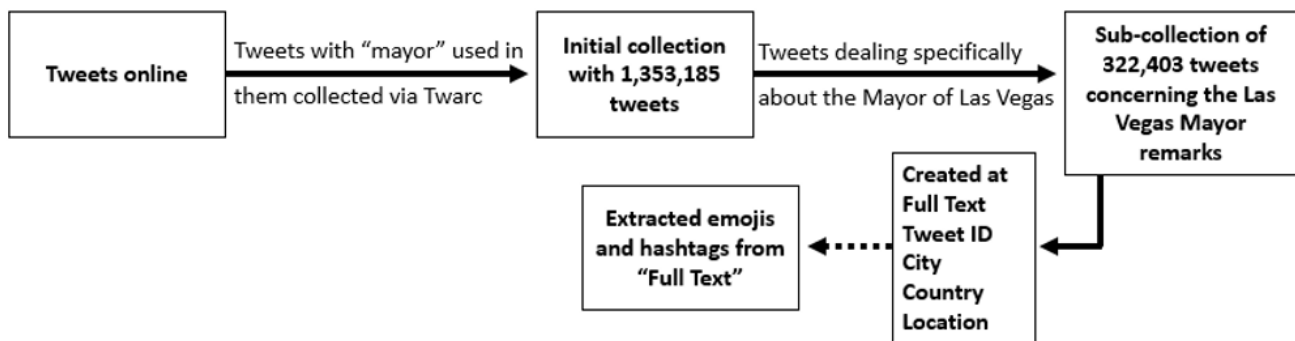 Tweets online
Tweets with “mayor” used in
them collected via Twarc
Initial collection
with 1,353,185
tweets
Tweets dealing specifically
about the Mayor of Las Vegas
Sub-collection of
322,403 tweets
concerning the Las
Vegas Mayor
remarks
Created at
Full Text
Tweet ID
City
Country
Location
Extracted emojis
and hashtags from
“Full Text”